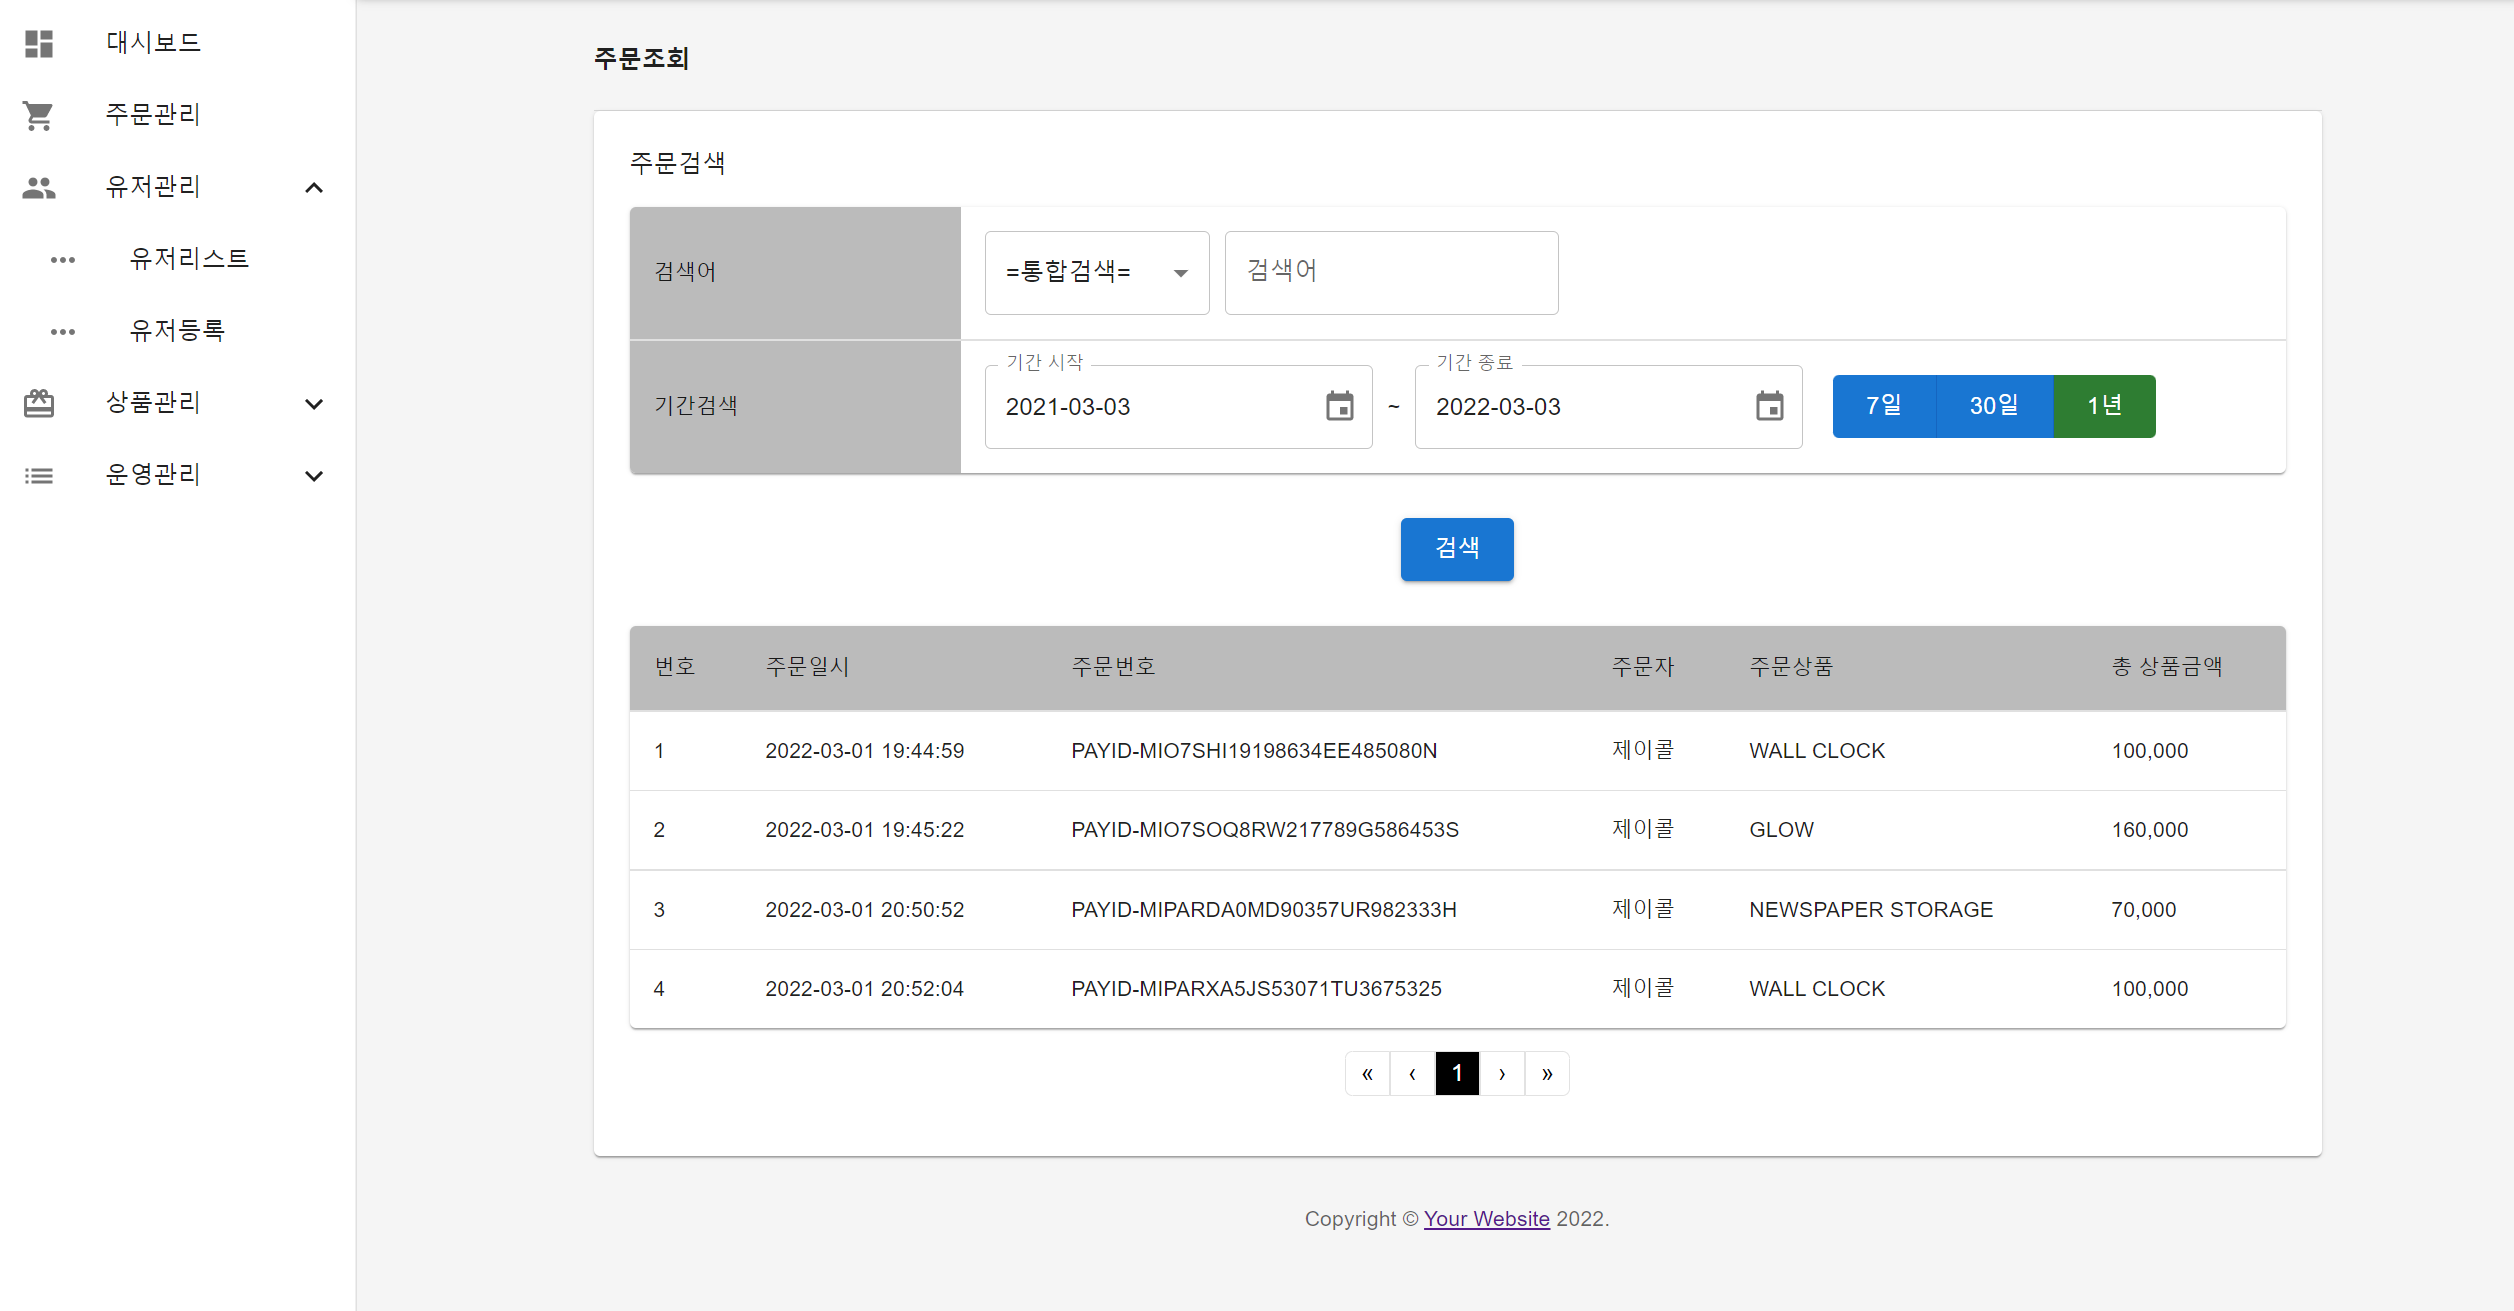 대시보드
주문관리
유저관리
유저리스트
유저등록
상품관리
운영관리
주문조회
주문검색
검색어 =통합검색= 검색어
기간 시작 기간 종료
기간검색 2021-03-03 ~ 2022-03-03 7일 30일 1년
검색
번호 주문일시 주문번호 주문자 주문상품 총 상품금액
1 2022-03-01 19:44:59 PAYID-MIO7SHI19198634EE485080N 제이콜 WALL CLOCK 100,000
2 2022-03-01 19:45:22 PAYID-MIO7SOQ8RW217789G586453S 제이콜 GLOW 160,000
3 2022-03-01 20:50:52 PAYID-MIPARDA0MD90357UR982333H 제이콜 NEWSPAPER STORAGE 70,000
4 2022-03-01 20:52:04 PAYID-MIPARXA5JS53071TU3675325 제이콜 WALL CLOCK 100,000
« ‹ 1 › »
Copyright © Your Website 2022.